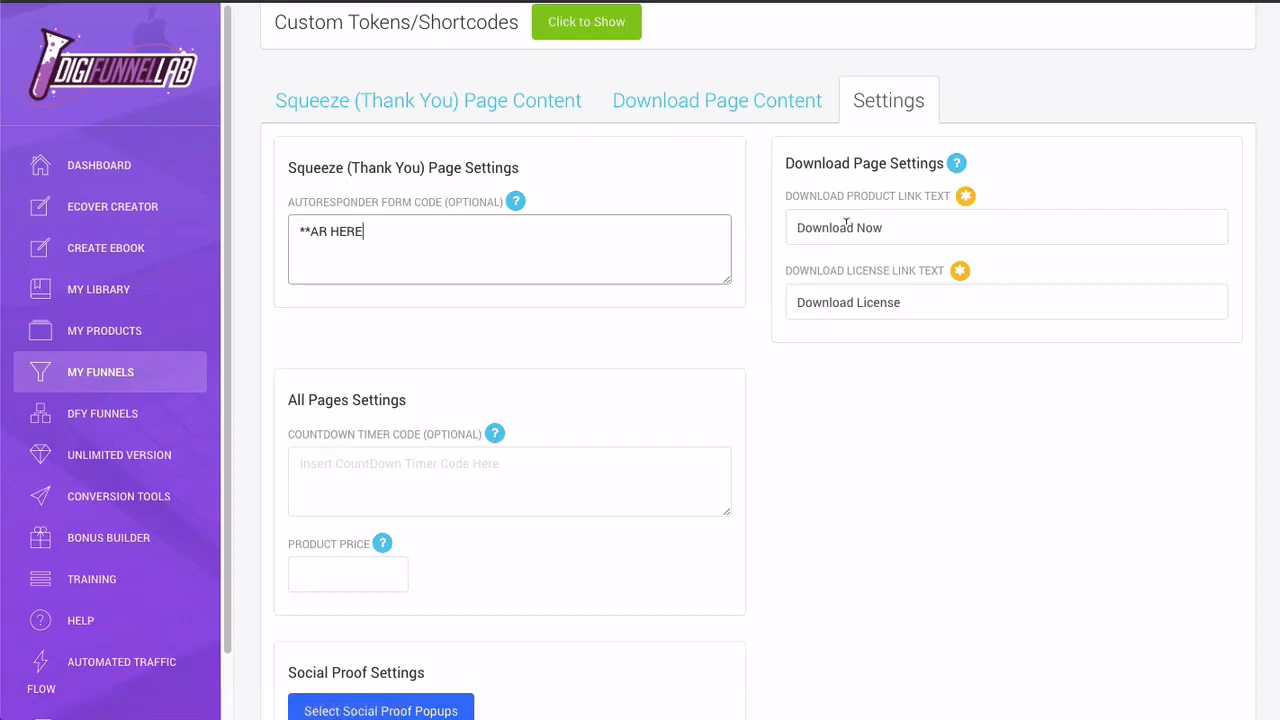 DIGIFUNNELLAB
DASHBOARD
ECOVER CREATOR
CREATE EBOOK
MY LIBRARY
MY PRODUCTS
MY FUNNELS
DFY FUNNELS
UNLIMITED VERSION
CONVERSION TOOLS
BONUS BUILDER
TRAINING
HELP
AUTOMATED TRAFFIC
FLOW
Custom Tokens/Shortcodes Click to Show
Squeeze (Thank You) Page Content Download Page Content Settings
Squeeze (Thank You) Page Settings
AUTORESPONDER FORM CODE (OPTIONAL) ?
**AR HERE
Download Page Settings ?
DOWNLOAD PRODUCT LINK TEXT
Download Now
DOWNLOAD LICENSE LINK TEXT
Download License
All Pages Settings
COUNTDOWN TIMER CODE (OPTIONAL) ?
Insert CountDown Timer Code Here
PRODUCT PRICE ?
Social Proof Settings
Select Social Proof Popups